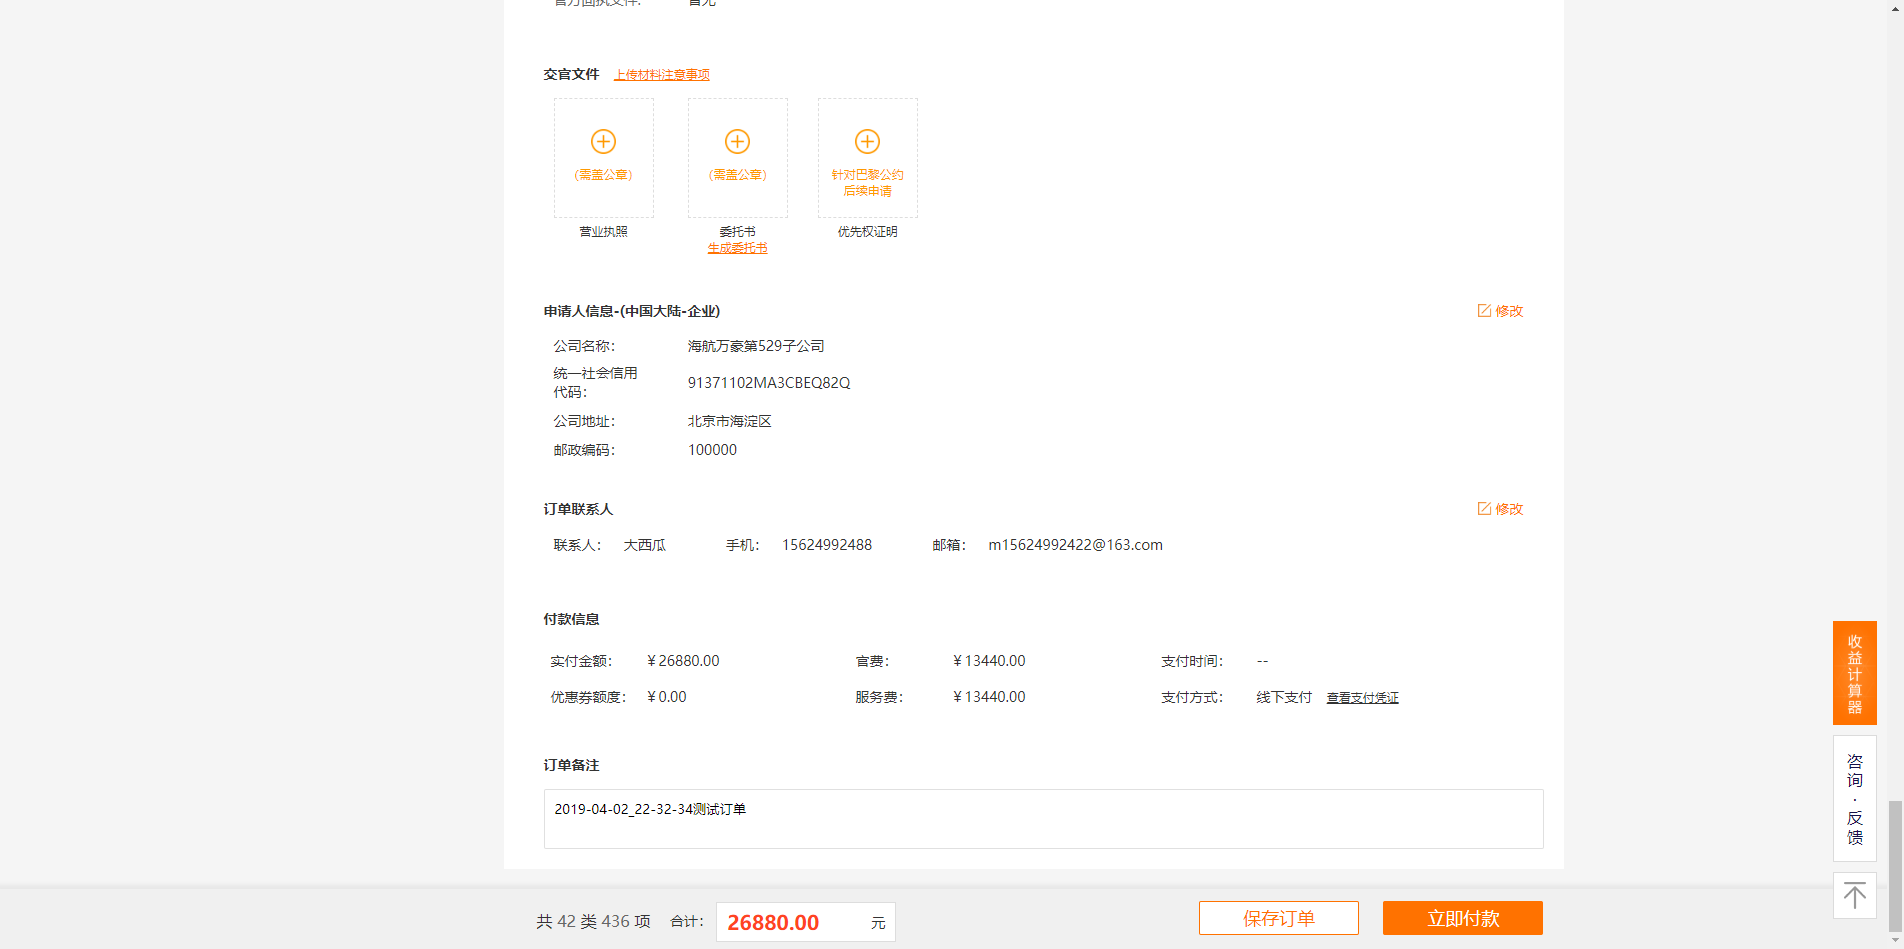 官方回执文件： 暂无
交官文件 上传材料注意事项
(需盖公章) (需盖公章) 针对巴黎公约
后续申请
营业执照 委托书 优先权证明
生成委托书
申请人信息-(中国大陆-企业) 修改
公司名称： 海航万豪第529子公司
统一社会信用
代码： 91371102MA3CBEQ82Q
公司地址： 北京市海淀区
邮政编码： 100000
订单联系人 修改
联系人： 大西瓜 手机： 15624992488 邮箱： m15624992422@163.com
付款信息
实付金额： ￥26880.00 官费： ￥13440.00 支付时间： --
优惠券额度： ￥0.00 服务费： ￥13440.00 支付方式： 线下支付 查看支付凭证
订单备注
2019-04-02_22-32-34测试订单
共 42 类 436 项 合计： 26880.00 元
保存订单 立即付款
收益计算器
咨询·反馈